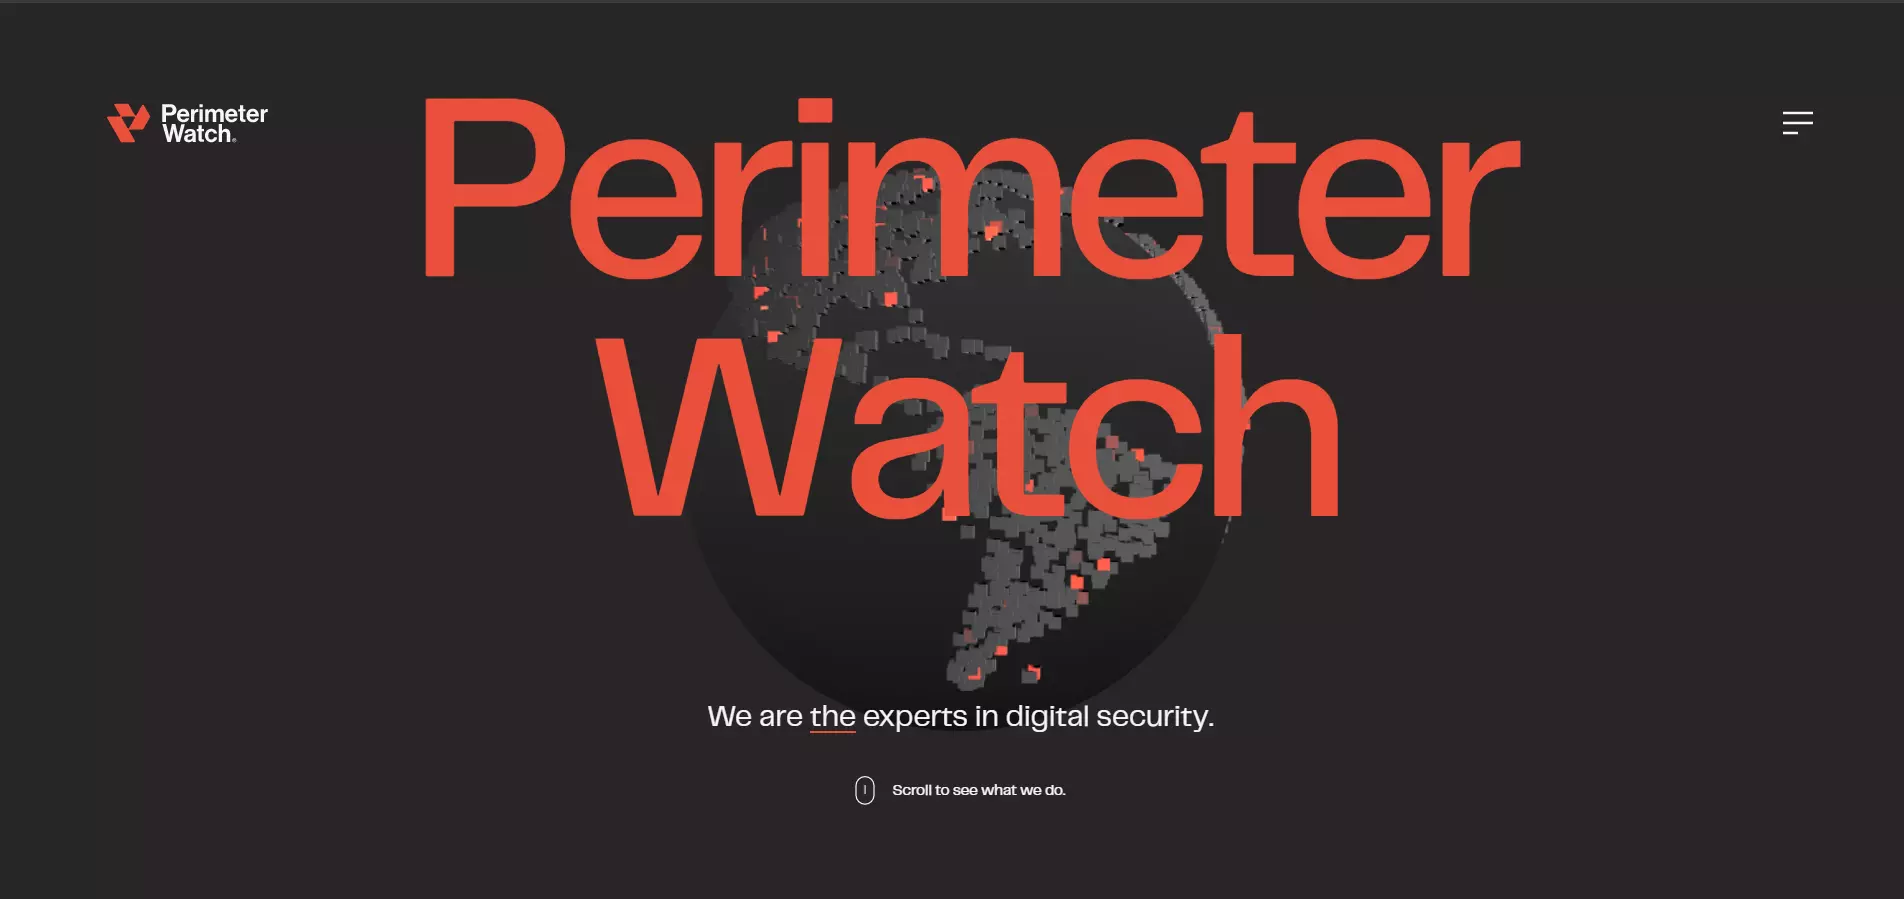 Perimeter
Watch®
Perimeter
Watch
We are the experts in digital security.
Scroll to see what we do.